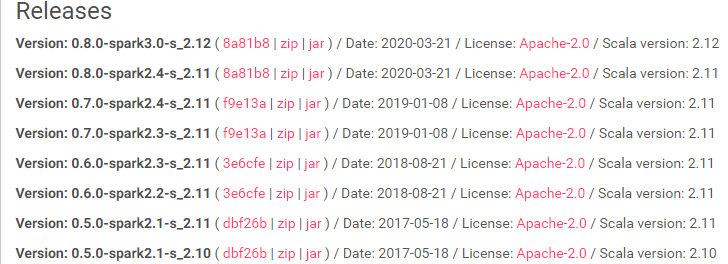 Releases
Version: 0.8.0-spark3.0-s_2.12 ( 8a81b8 | zip | jar ) / Date: 2020-03-21 / License: Apache-2.0 / Scala version: 2.12
Version: 0.8.0-spark2.4-s_2.11 ( 8a81b8 | zip | jar ) / Date: 2020-03-21 / License: Apache-2.0 / Scala version: 2.11
Version: 0.7.0-spark2.4-s_2.11 ( f9e13a | zip | jar ) / Date: 2019-01-08 / License: Apache-2.0 / Scala version: 2.11
Version: 0.7.0-spark2.3-s_2.11 ( f9e13a | zip | jar ) / Date: 2019-01-08 / License: Apache-2.0 / Scala version: 2.11
Version: 0.6.0-spark2.3-s_2.11 ( 3e6cfe | zip | jar ) / Date: 2018-08-21 / License: Apache-2.0 / Scala version: 2.11
Version: 0.6.0-spark2.2-s_2.11 ( 3e6cfe | zip | jar ) / Date: 2018-08-21 / License: Apache-2.0 / Scala version: 2.11
Version: 0.5.0-spark2.1-s_2.11 ( dbf26b | zip | jar ) / Date: 2017-05-18 / License: Apache-2.0 / Scala version: 2.11
Version: 0.5.0-spark2.1-s_2.10 ( dbf26b | zip | jar ) / Date: 2017-05-18 / License: Apache-2.0 / Scala version: 2.10